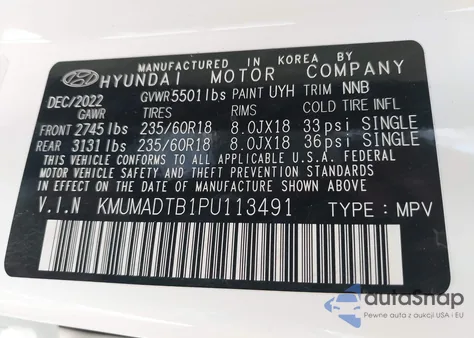 MANUFACTURED IN KOREA BY
HYUNDAI MOTOR COMPANY
DEC/2022 GVWR 5501lbs PAINT UYH TRIM NNB
GAWR TIRES RIMS COLD TIRE INFL
FRONT 2745lbs 235/60R18 8.0JX18 33psi SINGLE
REAR 3131lbs 235/60R18 8.0JX18 36psi SINGLE
THIS VEHICLE CONFORMS TO ALL APPLICABLE U.S.A. FEDERAL
MOTOR VEHICLE SAFETY AND THEFT PREVENTION STANDARDS
IN EFFECT ON THE DATE OF MANUFACTURE SHOWN ABOVE.
V.I.N KMUMADTB1PU113491 TYPE: MPV
autoSnap
Pewne auta z aukcji USA i EU